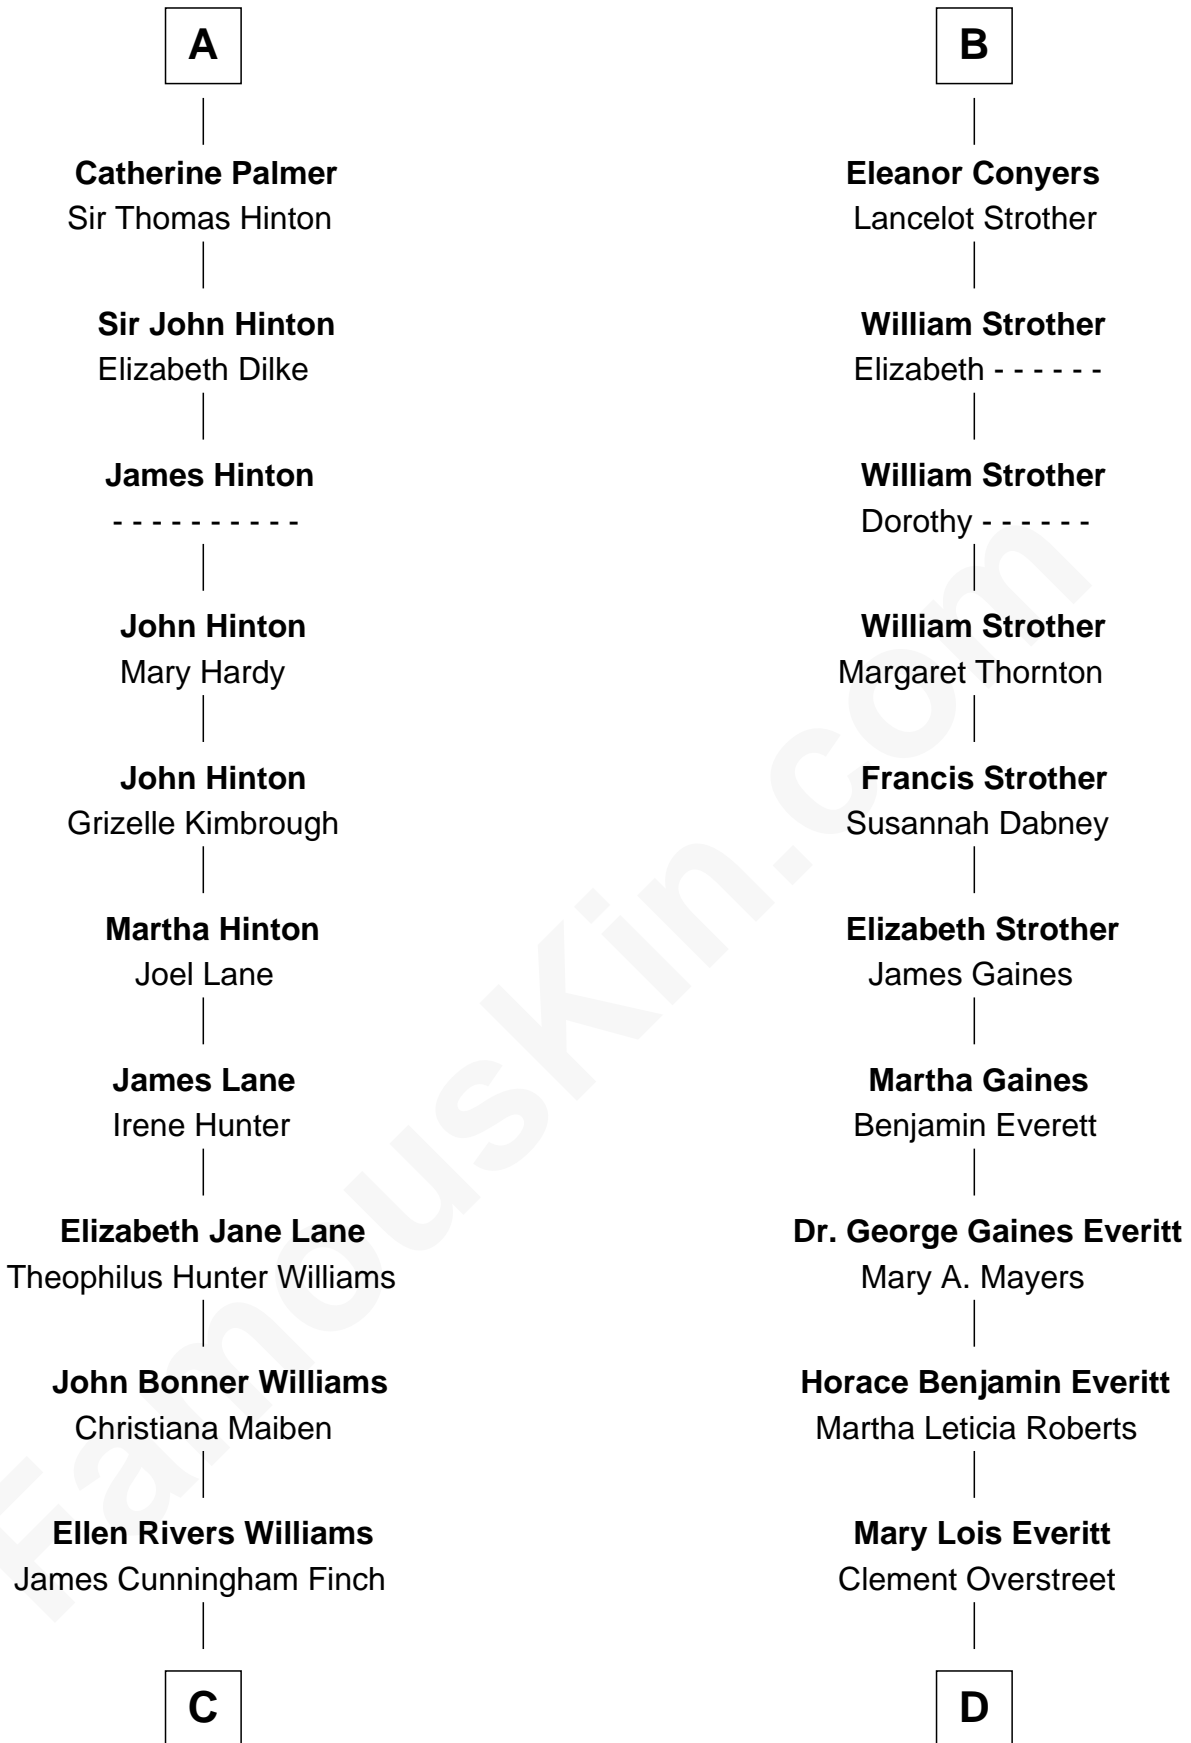 A
Catherine Palmer
Sir Thomas Hinton
Sir John Hinton
Elizabeth Dilke
James Hinton
- - - - - - - - - -
John Hinton
Mary Hardy
John Hinton
Grizelle Kimbrough
Martha Hinton
Joel Lane
James Lane
Irene Hunter
Elizabeth Jane Lane
Theophilus Hunter Williams
John Bonner Williams
Christiana Maiben
Ellen Rivers Williams
James Cunningham Finch
C
B
Eleanor Conyers
Lancelot Strother
William Strother
Elizabeth - - - - - -
William Strother
Dorothy - - - - - -
William Strother
Margaret Thornton
Francis Strother
Susannah Dabney
Elizabeth Strother
James Gaines
Martha Gaines
Benjamin Everett
Dr. George Gaines Everitt
Mary A. Mayers
Horace Benjamin Everitt
Martha Leticia Roberts
Mary Lois Everitt
Clement Overstreet
D
FamousKin.com